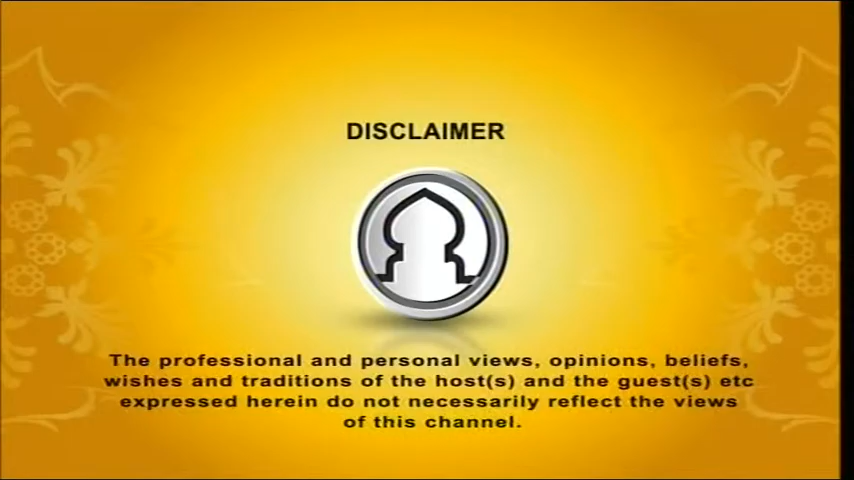 DISCLAIMER
The professional and personal views, opinions, beliefs,
wishes and traditions of the host(s) and the guest(s) etc
expressed herein do not necessarily reflect the views
of this channel.